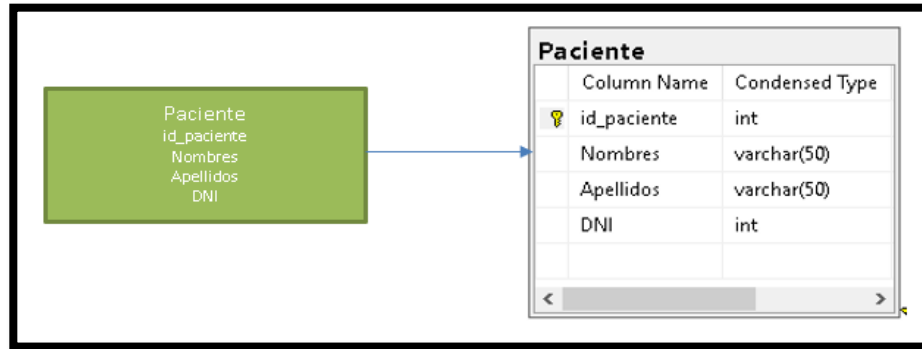 Paciente
id_paciente
Nombres
Apellidos
DNI
Paciente
Column Name Condensed Type
id_paciente int
Nombres varchar(50)
Apellidos varchar(50)
DNI int